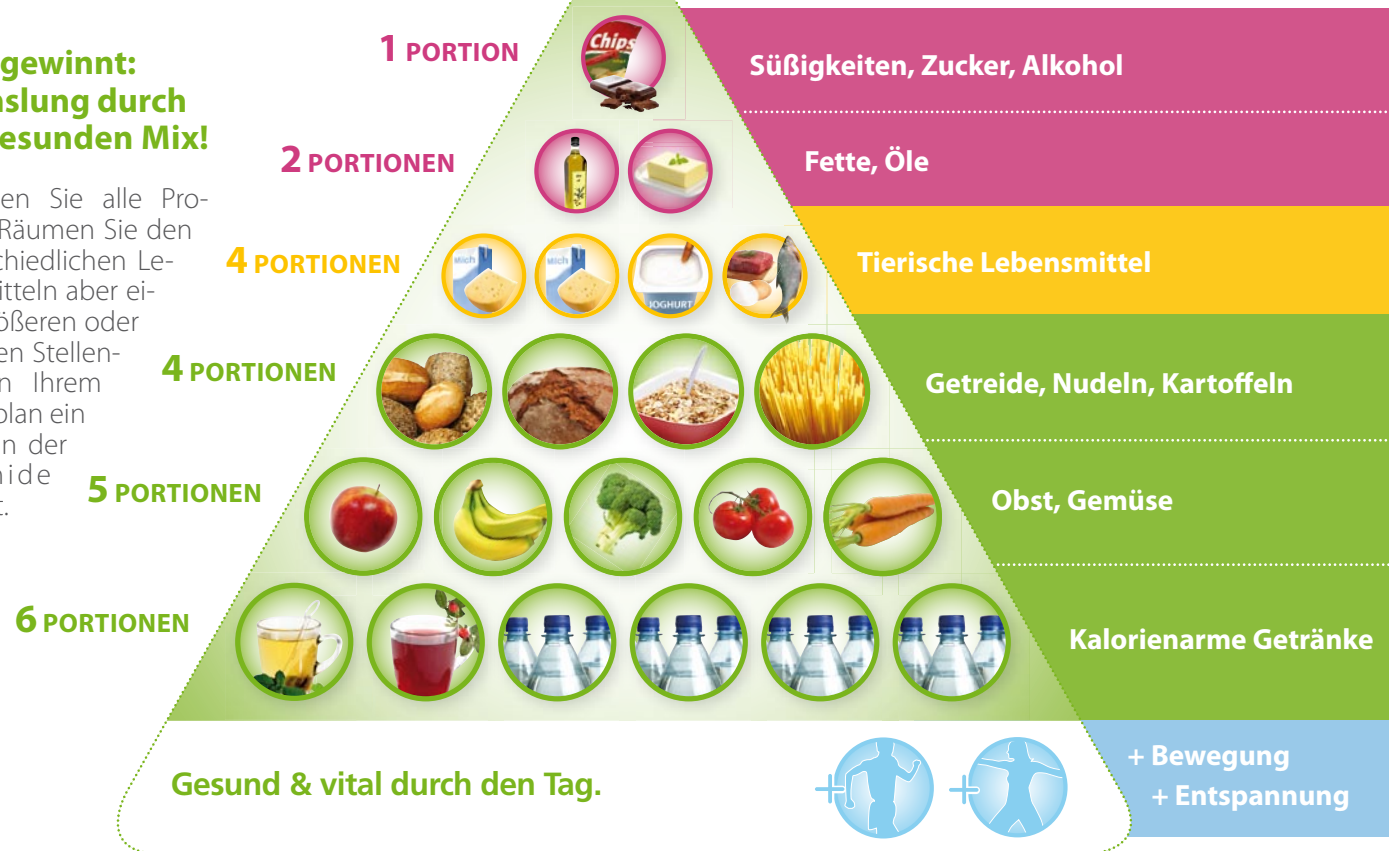 gewinnt:
slung durch
esunden Mix!
en Sie alle Pro-
Räumen Sie den
chiedlichen Le-
itteln aber ei-
ößeren oder
en Stellen-
n Ihrem
plan ein
n der
ide
t.
1 PORTION
Chips
Süßigkeiten, Zucker, Alkohol
2 PORTIONEN
Fette, Öle
4 PORTIONEN
Milch
Milch
JOGHURT
Tierische Lebensmittel
4 PORTIONEN
Getreide, Nudeln, Kartoffeln
5 PORTIONEN
Obst, Gemüse
6 PORTIONEN
Kalorienarme Getränke
Gesund & vital durch den Tag.
+ Bewegung
+ Entspannung